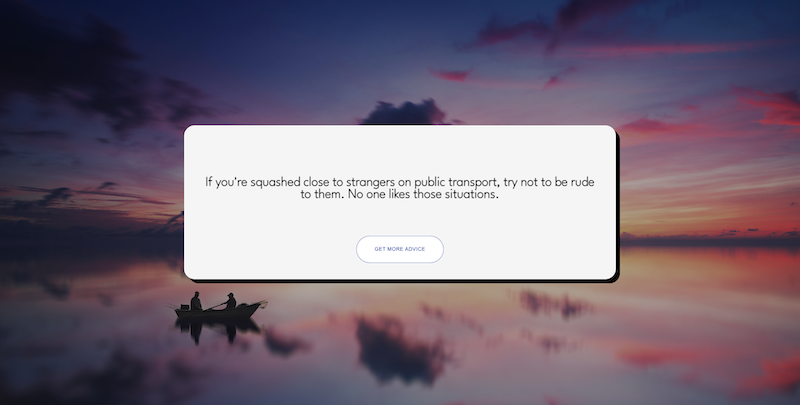 If you're squashed close to strangers on public transport, try not to be rude
to them. No one likes those situations.
GET MORE ADVICE